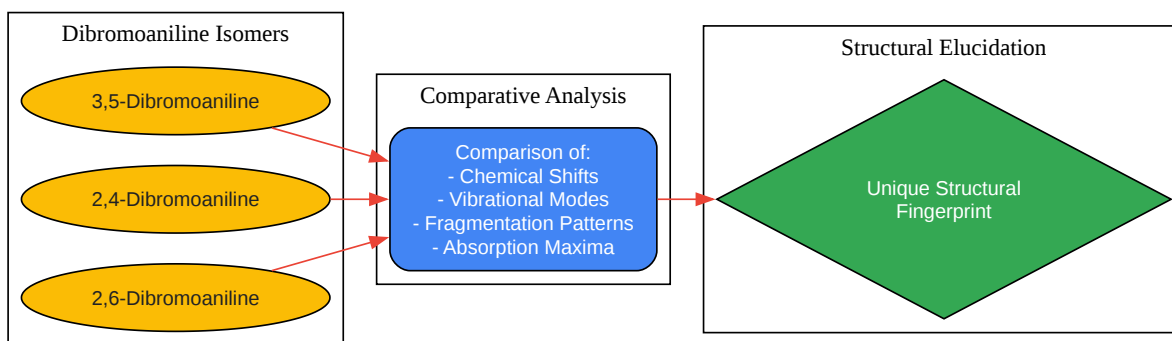 Dibromoaniline Isomers
3,5-Dibromoaniline
2,4-Dibromoaniline
2,6-Dibromoaniline
Comparative Analysis
Comparison of:
- Chemical Shifts
- Vibrational Modes
- Fragmentation Patterns
- Absorption Maxima
Structural Elucidation
Unique Structural
Fingerprint